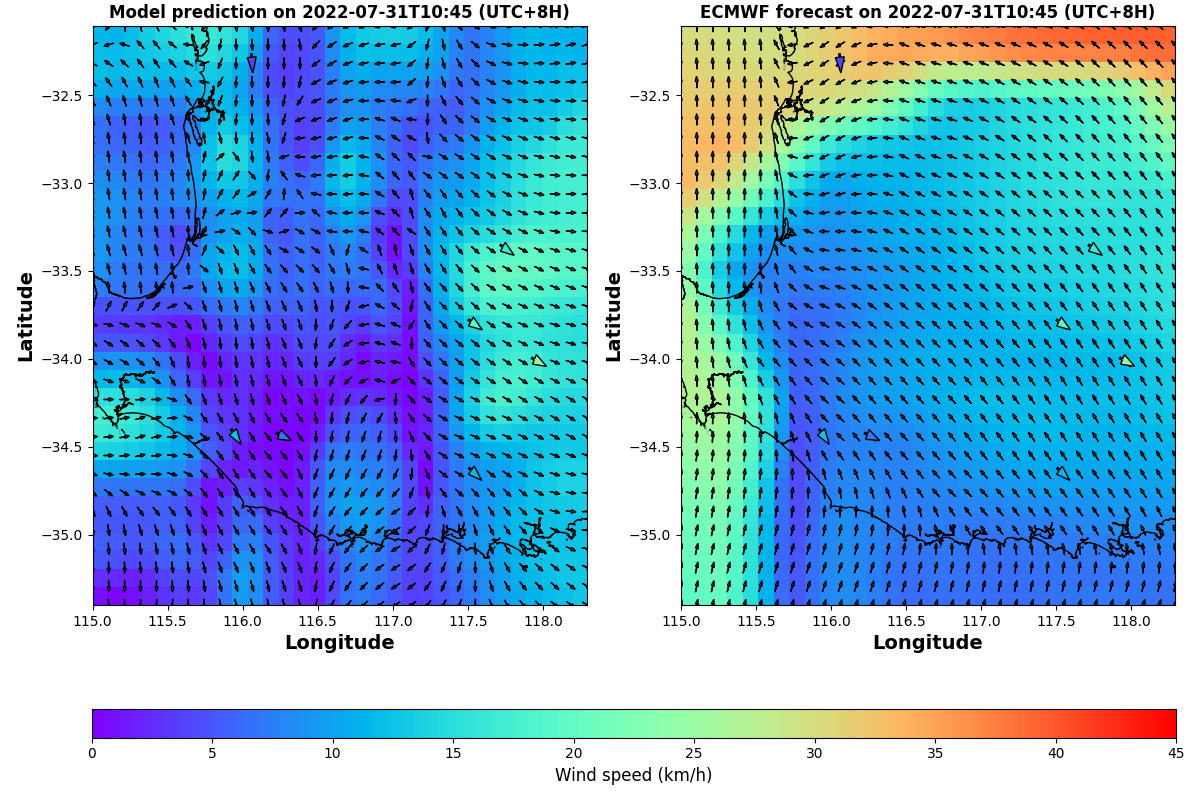 Model prediction on 2022-07-31T10:45 (UTC+8H)
ECMWF forecast on 2022-07-31T10:45 (UTC+8H)
−32.5
−33.0
−33.5
−34.0
−34.5
−35.0
Latitude
115.0 115.5 116.0 116.5 117.0 117.5 118.0
Longitude
−32.5
−33.0
−33.5
−34.0
−34.5
−35.0
Latitude
115.0 115.5 116.0 116.5 117.0 117.5 118.0
Longitude
0 5 10 15 20 25 30 35 40 45
Wind speed (km/h)